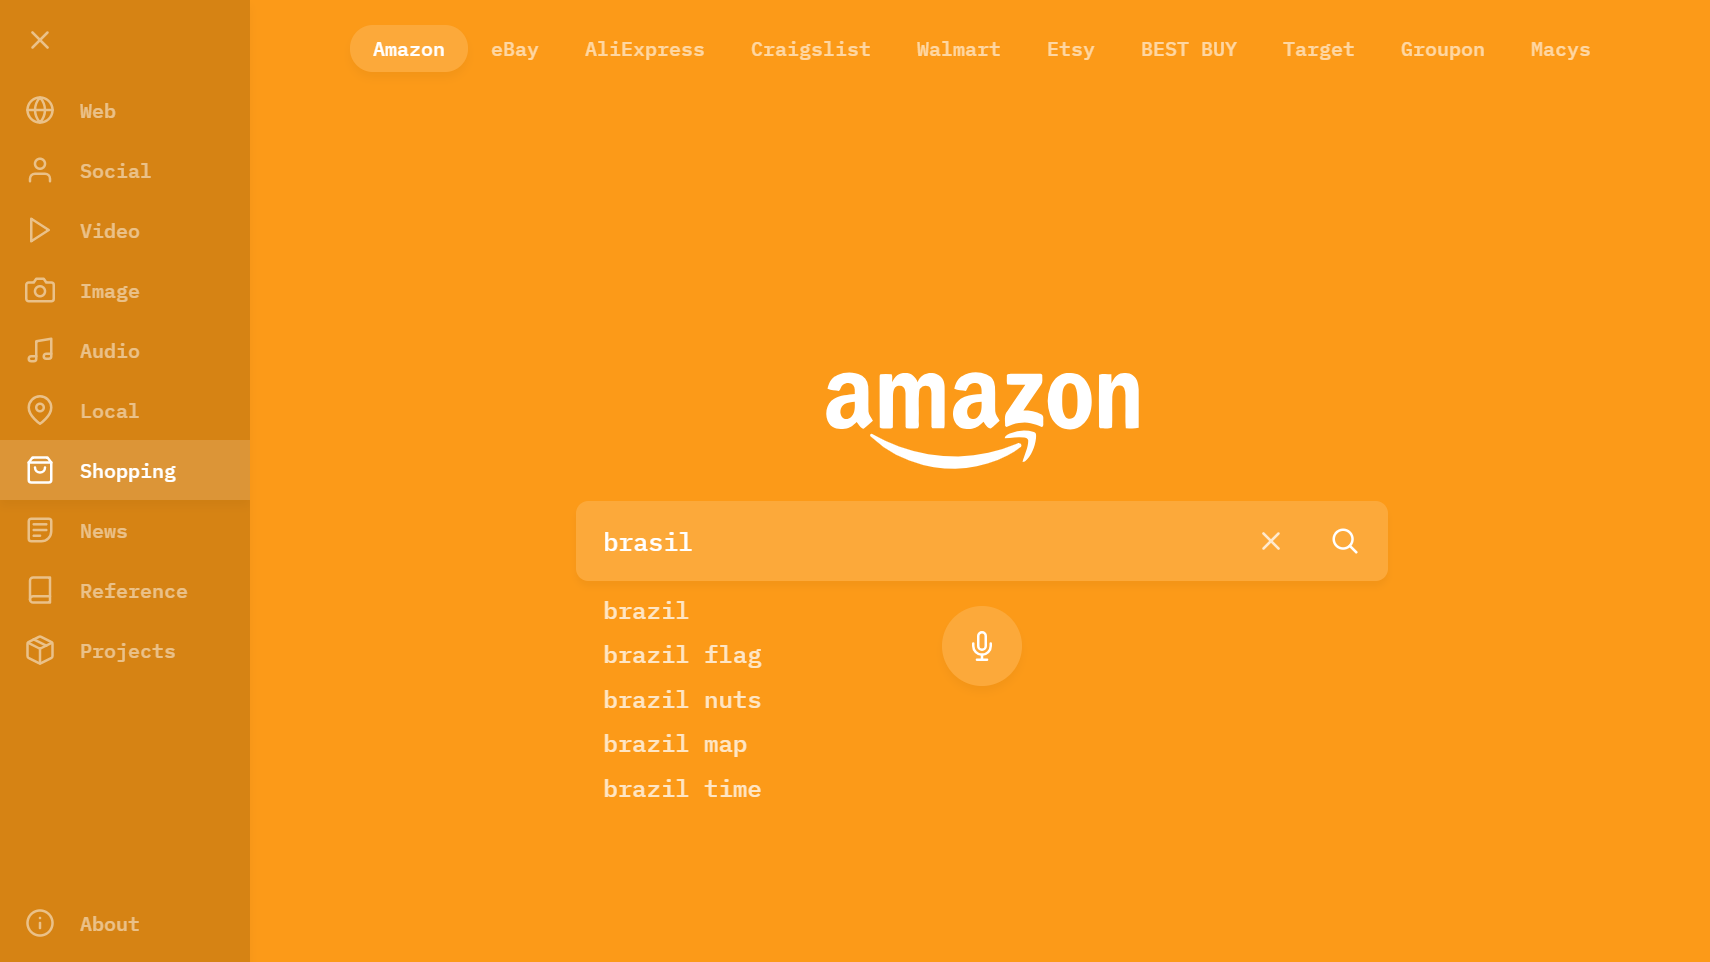 Amazon eBay AliExpress Craigslist Walmart Etsy BEST BUY Target Groupon Macys
Web
Social
Video
Image
Audio
Local
Shopping
News
Reference
Projects
About
amazon
brasil
brazil
brazil flag
brazil nuts
brazil map
brazil time